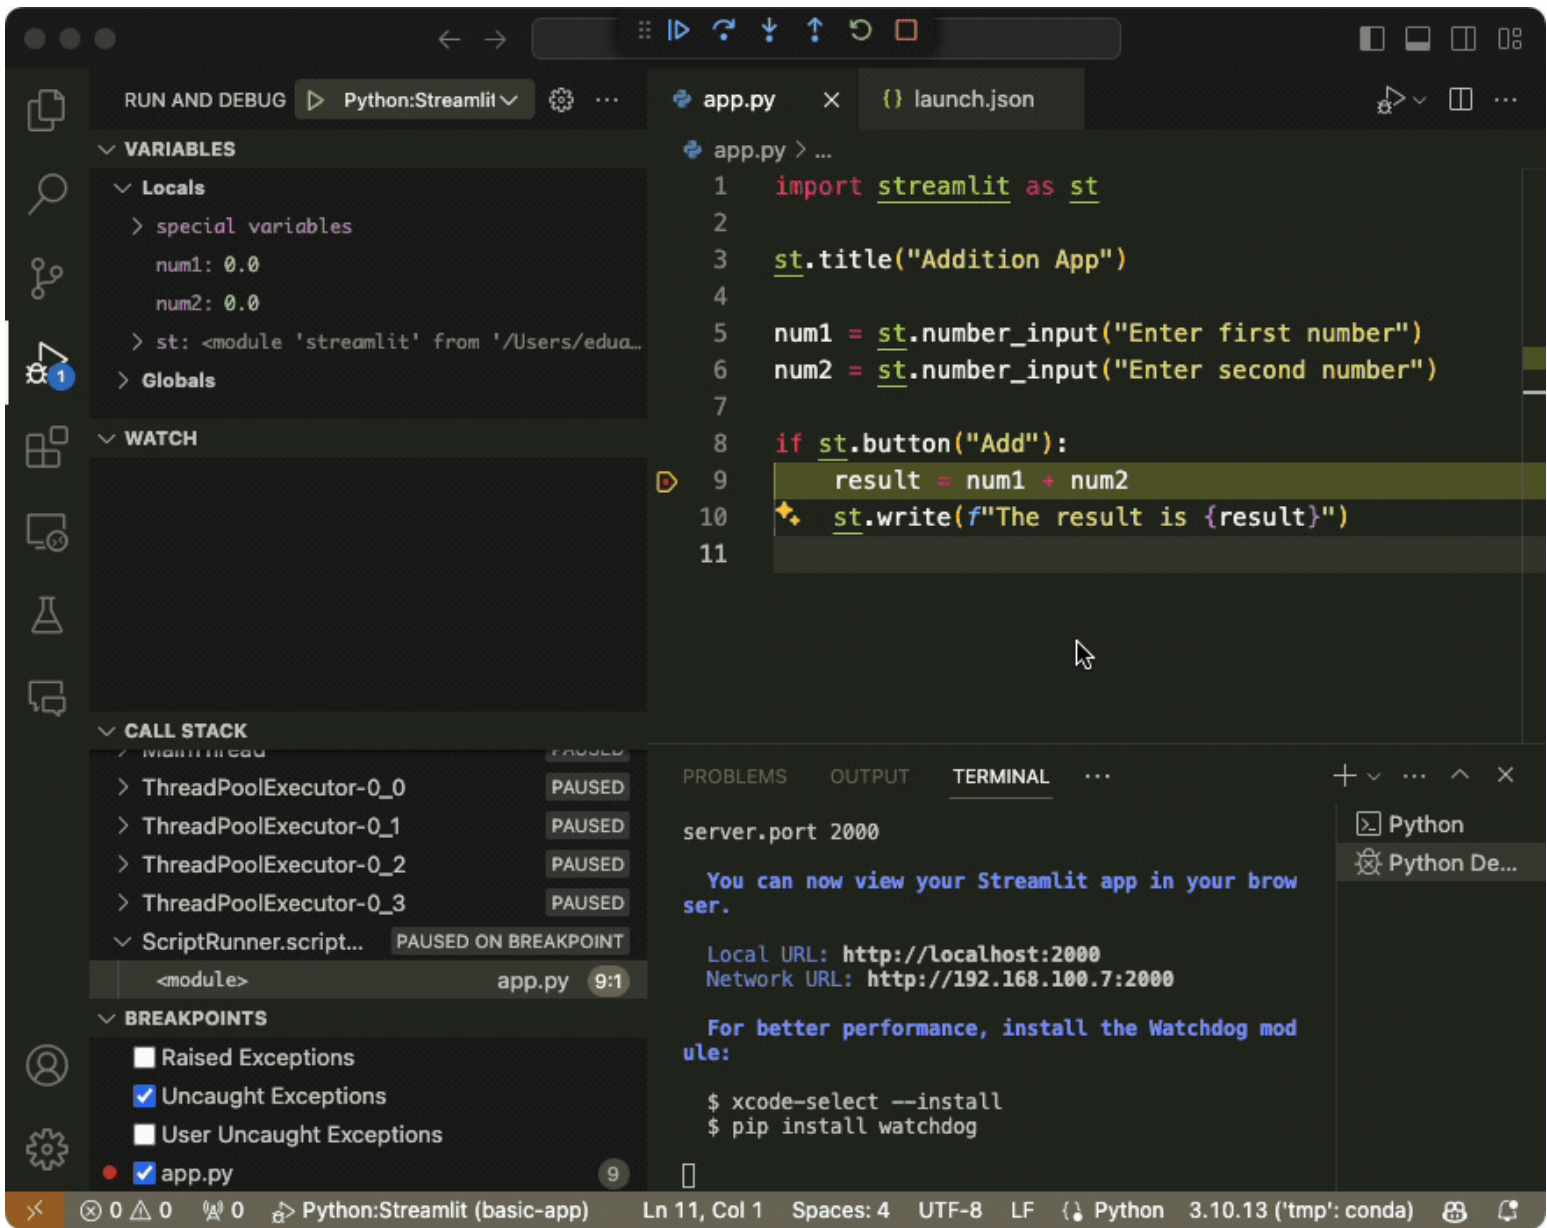 RUN AND DEBUG
Python:Streamlit
app.py
launch.json
VARIABLES
Locals
special variables
num1: 0.0
num2: 0.0
st: <module 'streamlit' from '/Users/edua…
Globals
WATCH
CALL STACK
MainThread PAUSED
ThreadPoolExecutor-0_0 PAUSED
ThreadPoolExecutor-0_1 PAUSED
ThreadPoolExecutor-0_2 PAUSED
ThreadPoolExecutor-0_3 PAUSED
ScriptRunner.script... PAUSED ON BREAKPOINT
<module> app.py 9:1
BREAKPOINTS
Raised Exceptions
Uncaught Exceptions
User Uncaught Exceptions
app.py 9
app.py > ...
1 import streamlit as st
2
3 st.title("Addition App")
4
5 num1 = st.number_input("Enter first number")
6 num2 = st.number_input("Enter second number")
7
8 if st.button("Add"):
9 result = num1 + num2
10 st.write(f"The result is {result}")
11
PROBLEMS OUTPUT TERMINAL ...
server.port 2000
You can now view your Streamlit app in your brow
ser.
Local URL: http://localhost:2000
Network URL: http://192.168.100.7:2000
For better performance, install the Watchdog mod
ule:
$ xcode-select --install
$ pip install watchdog
Python
Python De...
1
0 0 0 Python:Streamlit (basic-app) Ln 11, Col 1 Spaces: 4 UTF-8 LF Python 3.10.13 ('tmp': conda)